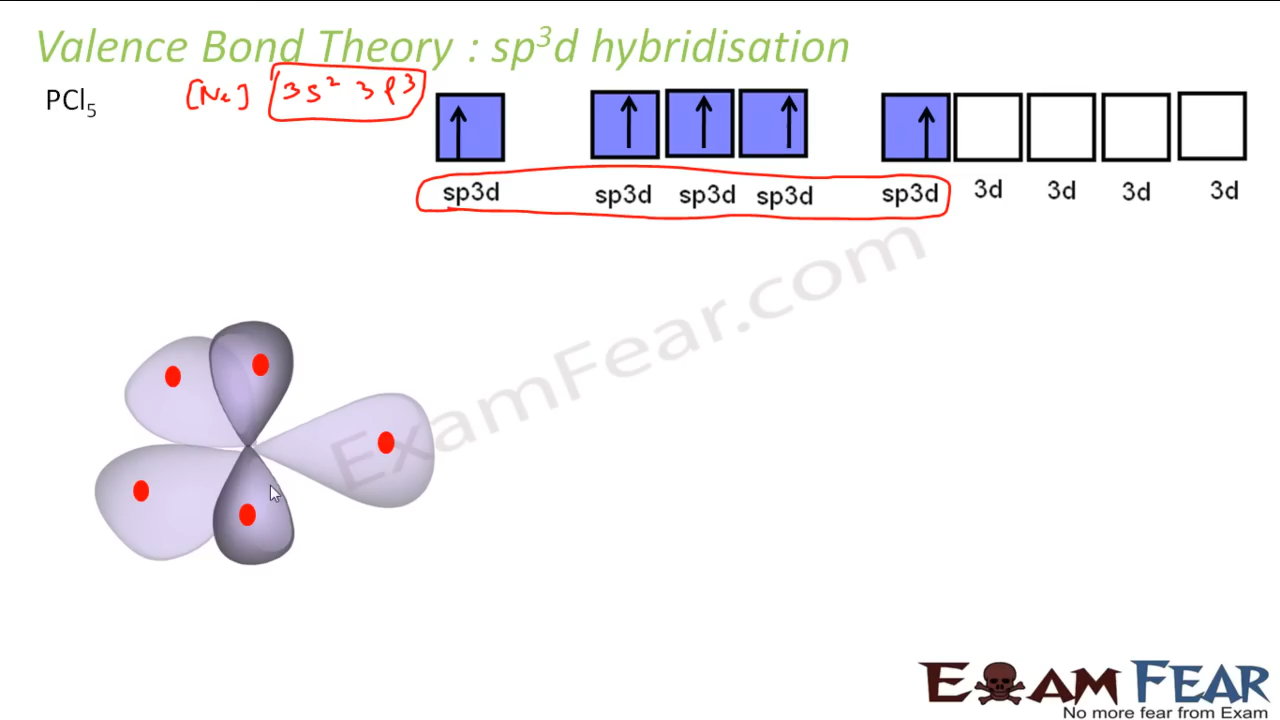 Valence Bond Theory : sp³d hybridisation
PCl₅ [Ne] 3s² 3p³
sp3d sp3d sp3d sp3d sp3d 3d 3d 3d 3d
ExamFear.com
EXAM FEAR
No more fear from Exam